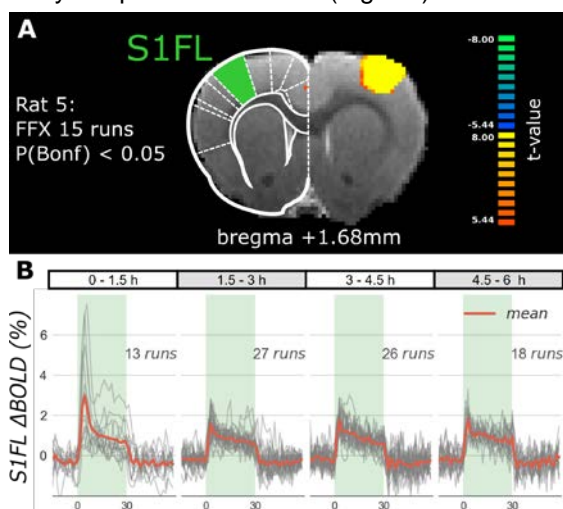 A
S1FL
Rat 5:
FFX 15 runs
P(Bonf) < 0.05
bregma +1.68mm
-8.00
-5.44
8.00
5.44
t-value
B
0 - 1.5 h
1.5 - 3 h
3 - 4.5 h
4.5 - 6 h
S1FL ΔBOLD (%)
6
4
2
0
13 runs
27 runs
26 runs
18 runs
mean
0 30 0 30 0 30 0 30